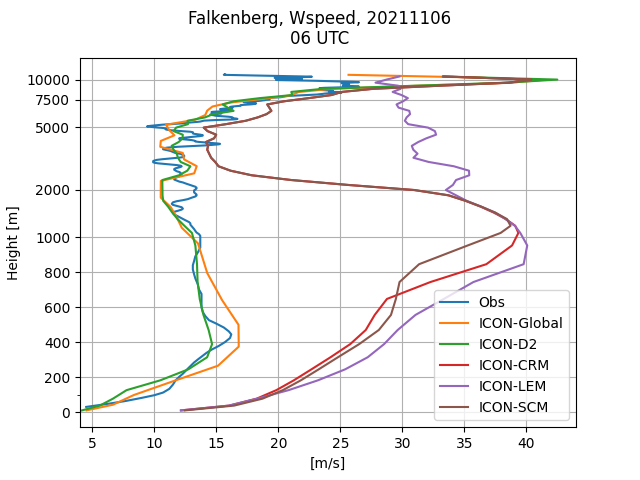 Falkenberg, Wspeed, 20211106
06 UTC
10000
7500
5000
2000
1000
800
600
400
200
0
Height [m]
5 10 15 20 25 30 35 40
[m/s]
Obs
ICON-Global
ICON-D2
ICON-CRM
ICON-LEM
ICON-SCM